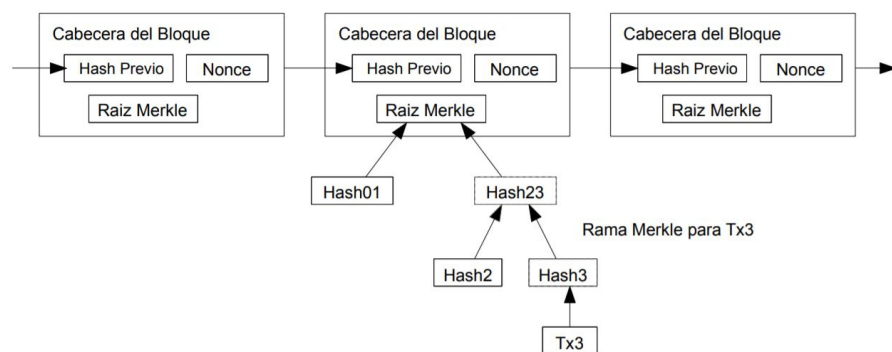 Cabecera del Bloque
Hash Previo
Nonce
Raiz Merkle
Cabecera del Bloque
Hash Previo
Nonce
Raiz Merkle
Cabecera del Bloque
Hash Previo
Nonce
Raiz Merkle
Hash01
Hash23
Rama Merkle para Tx3
Hash2
Hash3
Tx3